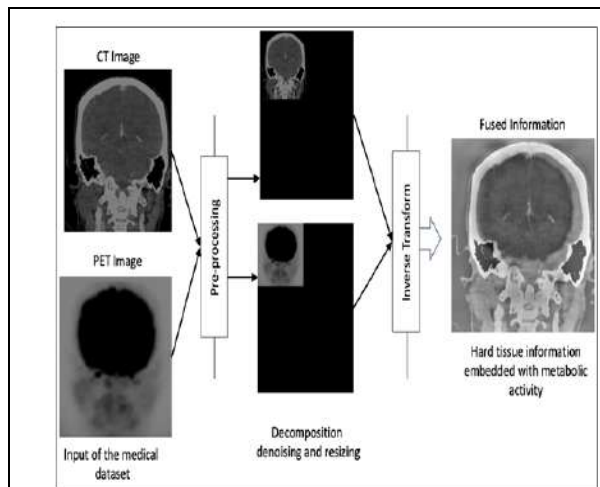 CT Image
PET Image
Input of the medical
dataset
Pre-processing
Decomposition
denoising and resizing
Inverse Transform
Fused Information
Hard tissue information
embedded with metabolic
activity